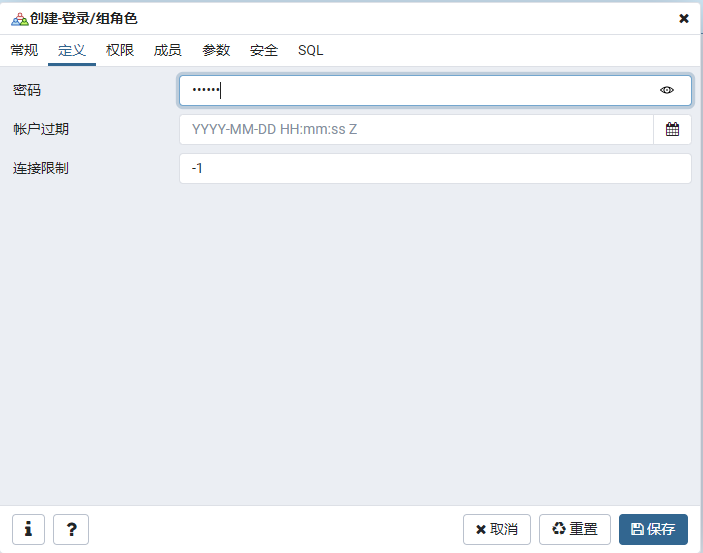 创建-登录/组角色
常规 定义 权限 成员 参数 安全 SQL
密码 ••••••
帐户过期 YYYY-MM-DD HH:mm:ss Z
连接限制 -1
i ? 取消 重置 保存